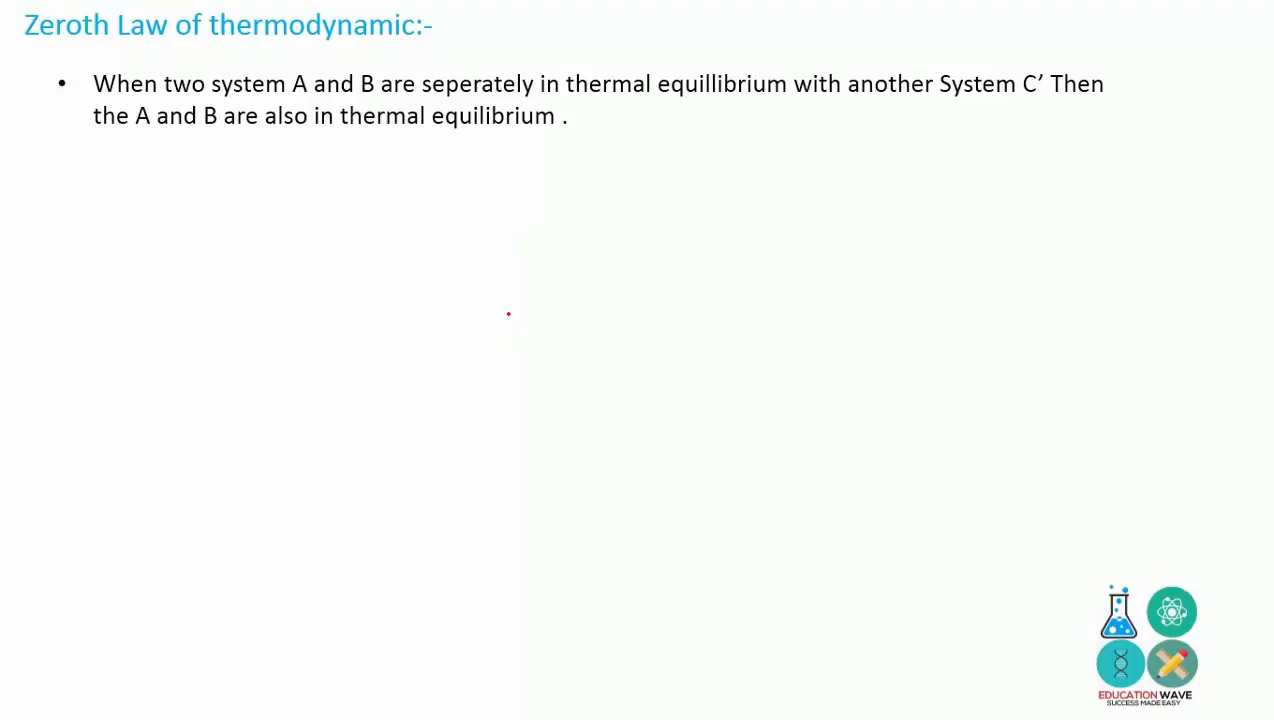 Zeroth Law of thermodynamic:-
• When two system A and B are seperately in thermal equillibrium with another System C’ Then
the A and B are also in thermal equilibrium .
EDUCATION WAVE
SUCCESS MADE EASY